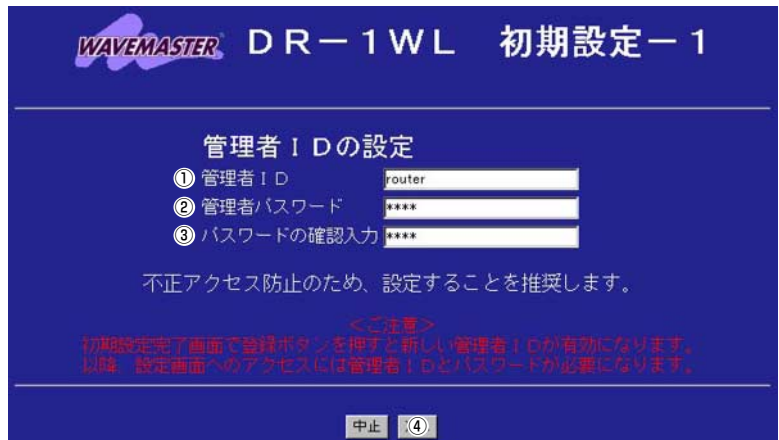 WAVEMASTER DR－1WL 初期設定－1
管理者ＩＤの設定
① 管理者ＩＤ router
② 管理者パスワード ****
③ パスワードの確認入力 ****
不正アクセス防止のため、設定することを推奨します。
＜ご注意＞
初期設定完了画面で登録ボタンを押すと新しい管理者ＩＤが有効になります。
以降、設定画面へのアクセスには管理者ＩＤとパスワードが必要になります。
中止 ④